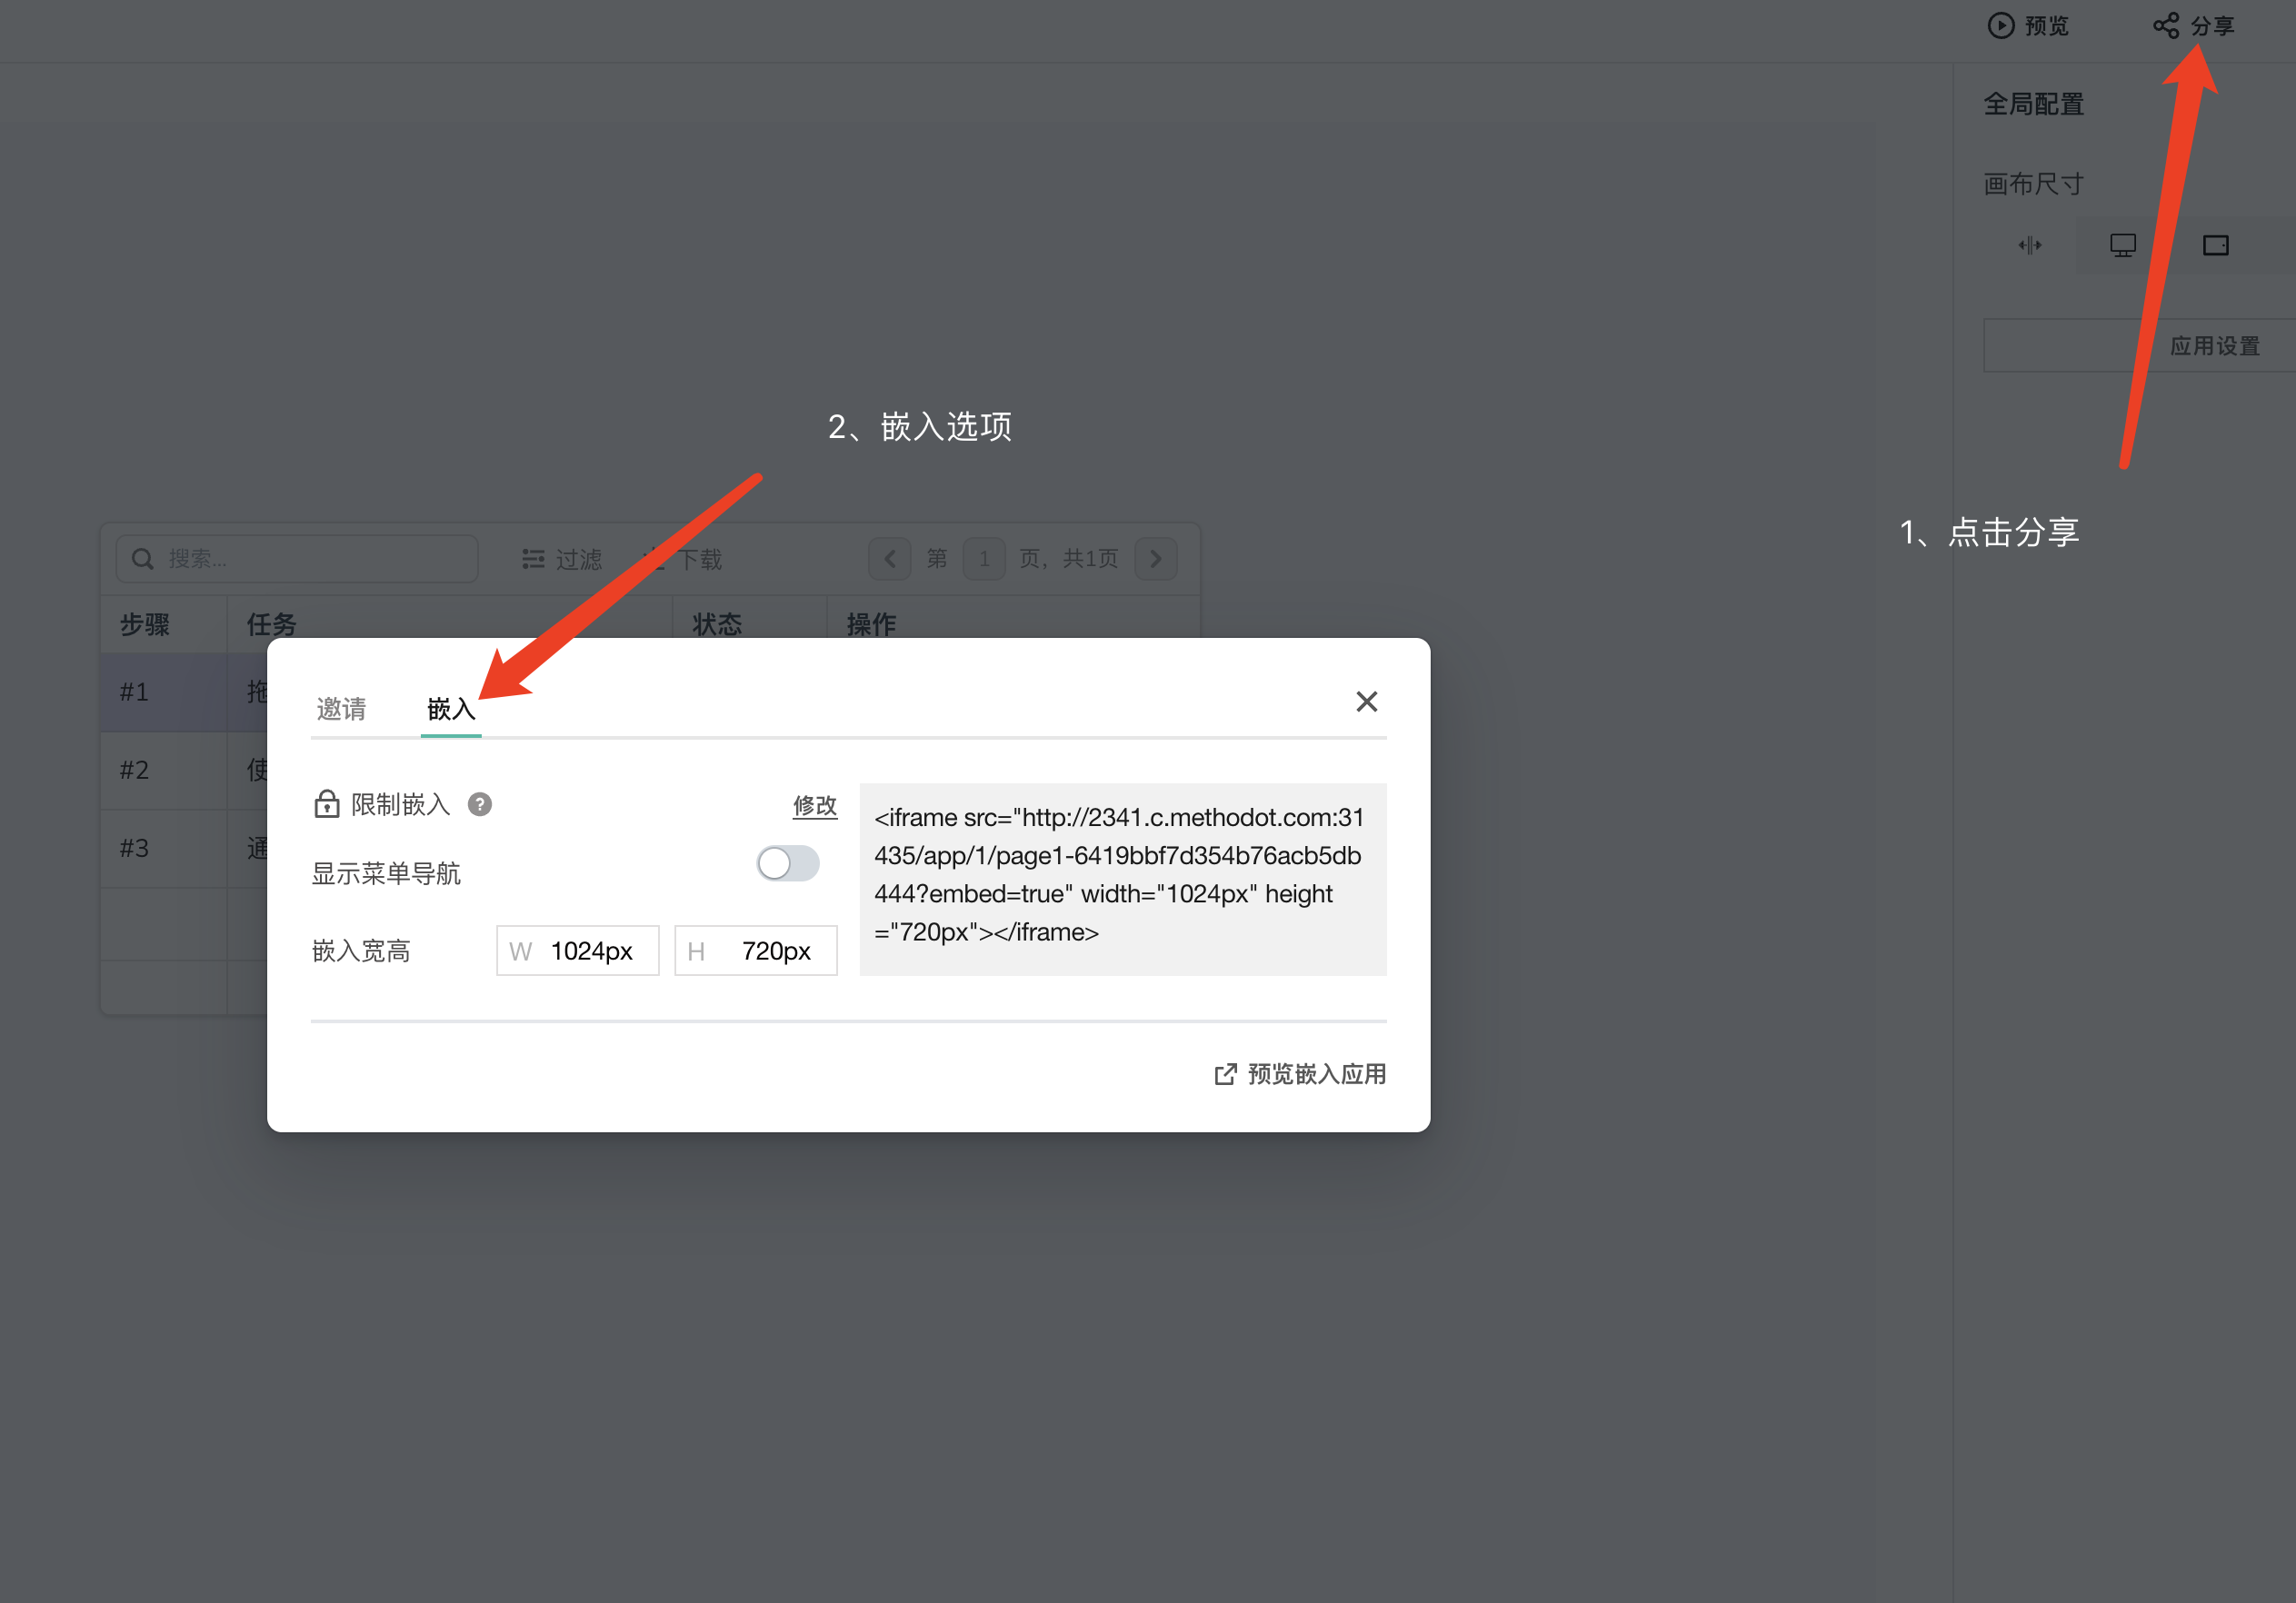 预览
分享
全局配置
画布尺寸
应用设置
2、嵌入选项
1、点击分享
搜索...
过滤
下载
第 1 页，共1页
步骤
任务
状态
操作
#1
拖
#2
使
#3
通
邀请
嵌入
限制嵌入
?
修改
显示菜单导航
嵌入宽高
W 1024px
H 720px
<iframe src="http://2341.c.methodot.com:31
435/app/1/page1-6419bbf7d354b76acb5db
444?embed=true" width="1024px" height
="720px"></iframe>
预览嵌入应用